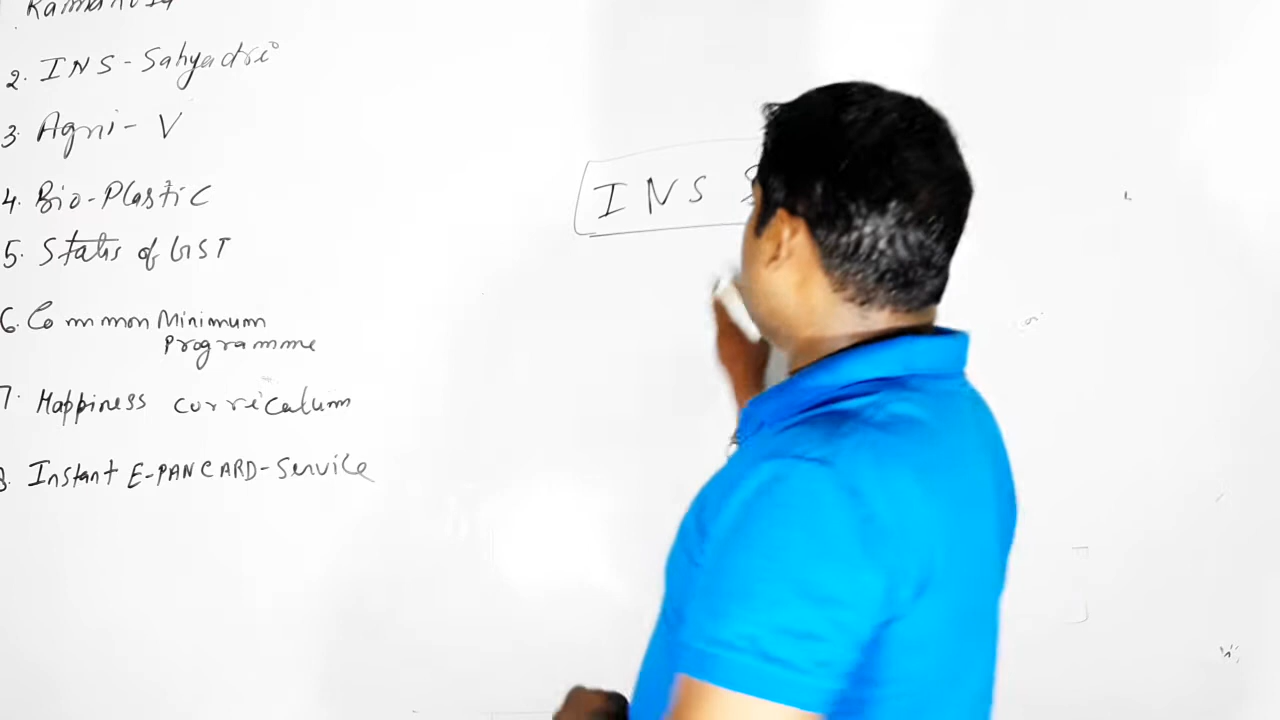 2. INS - Sahyadri
3. Agni - V
4. Bio-Plastic
5. Status of GST
6. Common Minimum
Programme
7. Happiness curriculum
8. Instant E-PANCARD-Service
INS S